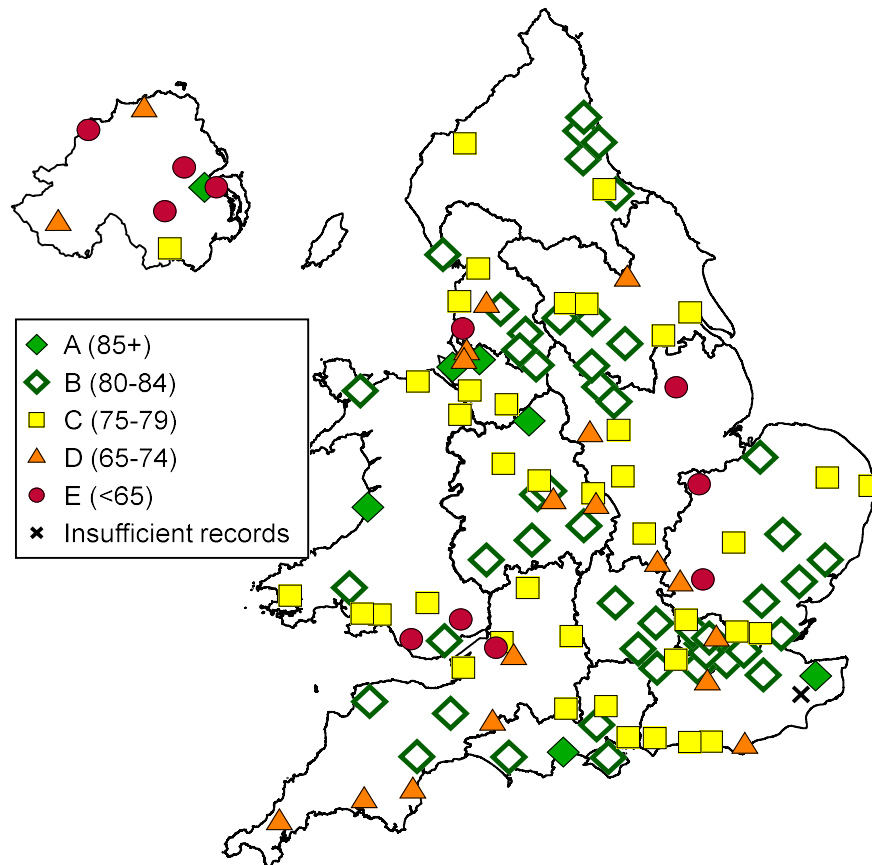 A (85+)
B (80-84)
C (75-79)
D (65-74)
E (<65)
Insufficient records